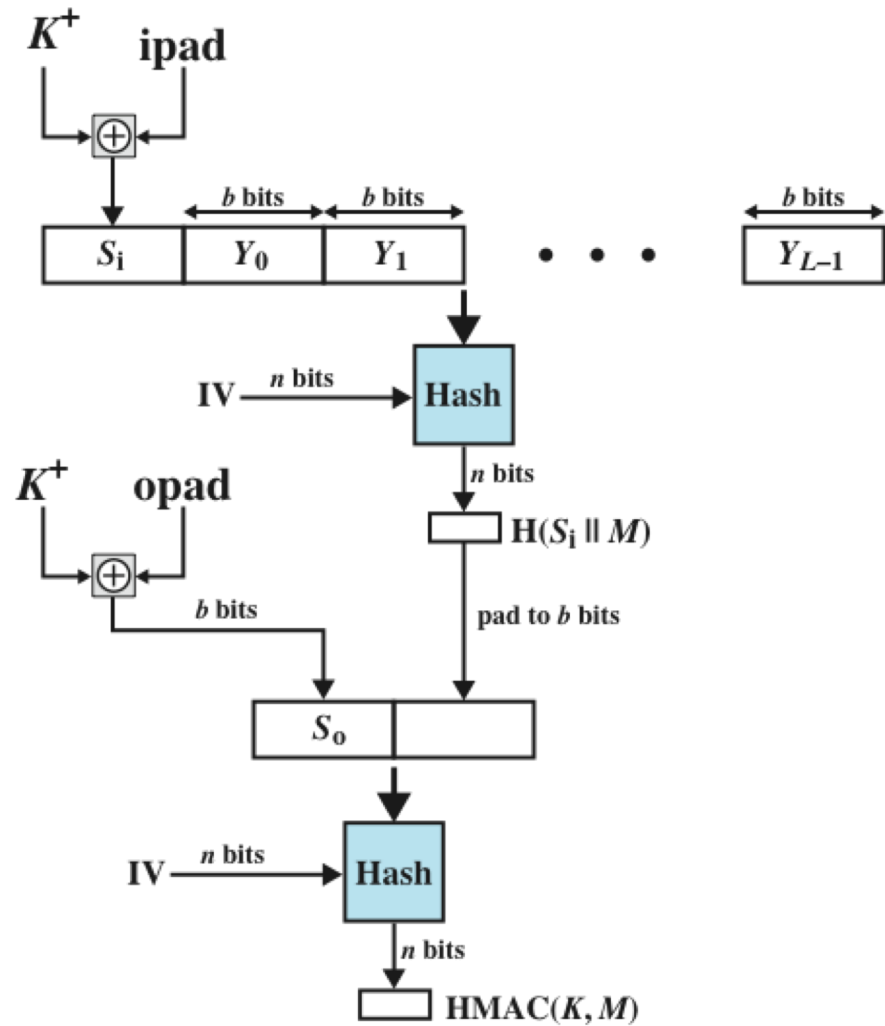 K⁺ ipad
⊕
b bits b bits b bits
Sᵢ Y₀ Y₁ • • • Y_{L–1}
IV n bits Hash
n bits
K⁺ opad
H(Sᵢ || M)
⊕
b bits
pad to b bits
Sₒ
IV n bits Hash
n bits
HMAC(K, M)